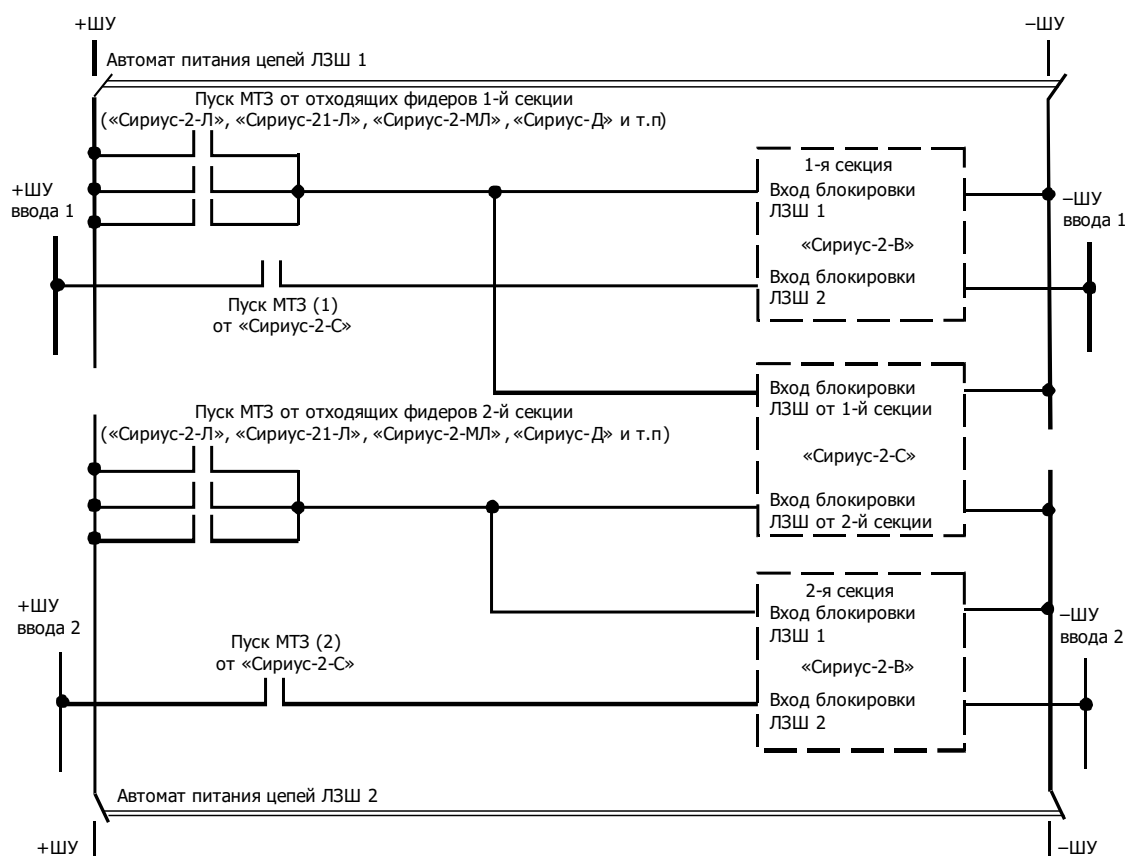 +ШУ
–ШУ
Автомат питания цепей ЛЗШ 1
Пуск МТЗ от отходящих фидеров 1-й секции
(«Сириус-2-Л», «Сириус-21-Л», «Сириус-2-МЛ», «Сириус-Д» и т.п)
+ШУ
ввода 1
1-я секция
Вход блокировки
ЛЗШ 1
«Сириус-2-В»
Вход блокировки
ЛЗШ 2
–ШУ
ввода 1
Пуск МТЗ (1)
от «Сириус-2-С»
Вход блокировки
ЛЗШ от 1-й секции
«Сириус-2-С»
Вход блокировки
ЛЗШ от 2-й секции
Пуск МТЗ от отходящих фидеров 2-й секции
(«Сириус-2-Л», «Сириус-21-Л», «Сириус-2-МЛ», «Сириус-Д» и т.п)
+ШУ
ввода 2
2-я секция
Вход блокировки
ЛЗШ 1
«Сириус-2-В»
Вход блокировки
ЛЗШ 2
–ШУ
ввода 2
Пуск МТЗ (2)
от «Сириус-2-С»
Автомат питания цепей ЛЗШ 2
+ШУ
–ШУ